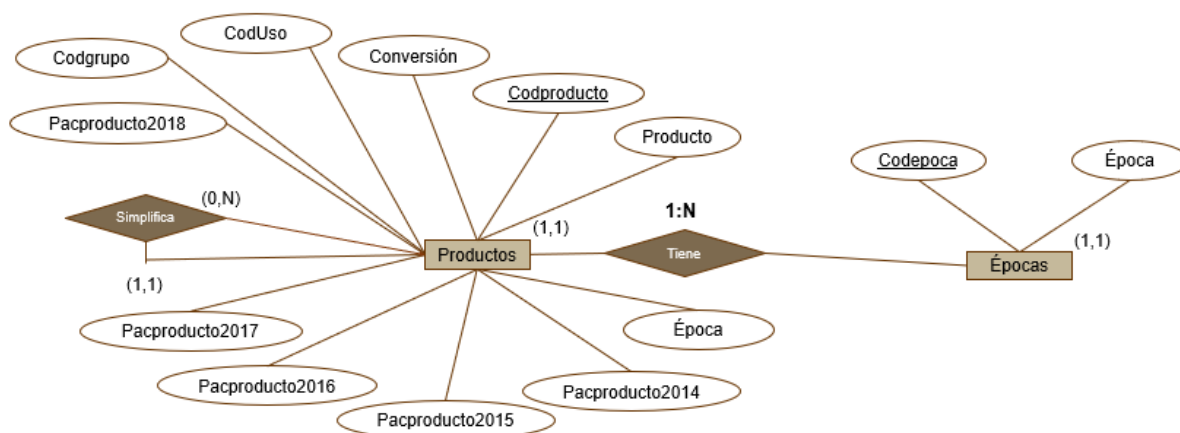 CodUso
Conversión
Codgrupo
Codproducto
Pacproducto2018
Producto
Codepoca
Época
Simplifica
(0,N)
1:N
(1,1)
(1,1)
Productos
Tiene
Épocas
(1,1)
Pacproducto2017
Época
Pacproducto2016
Pacproducto2014
Pacproducto2015